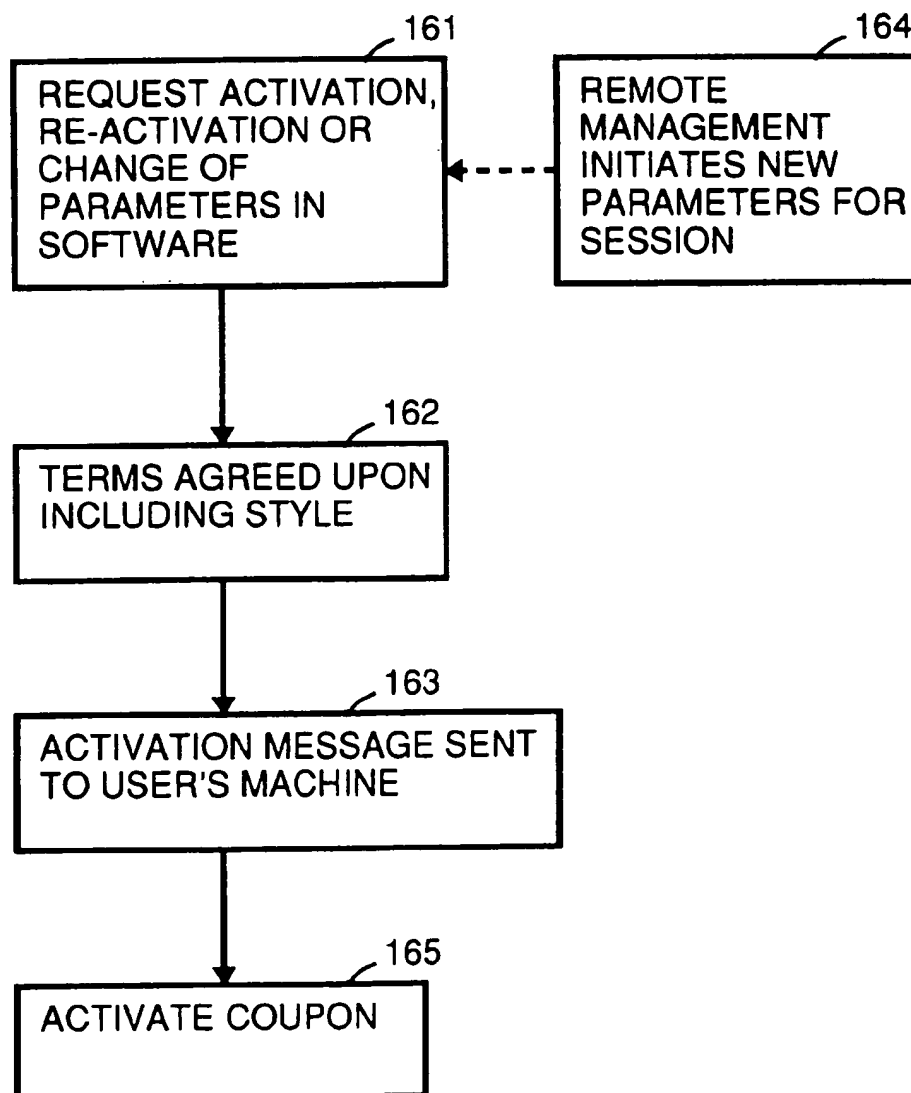 161
REQUEST ACTIVATION,
RE-ACTIVATION OR
CHANGE OF
PARAMETERS IN
SOFTWARE
164
REMOTE
MANAGEMENT
INITIATES NEW
PARAMETERS FOR
SESSION
162
TERMS AGREED UPON
INCLUDING STYLE
163
ACTIVATION MESSAGE SENT
TO USER'S MACHINE
165
ACTIVATE COUPON